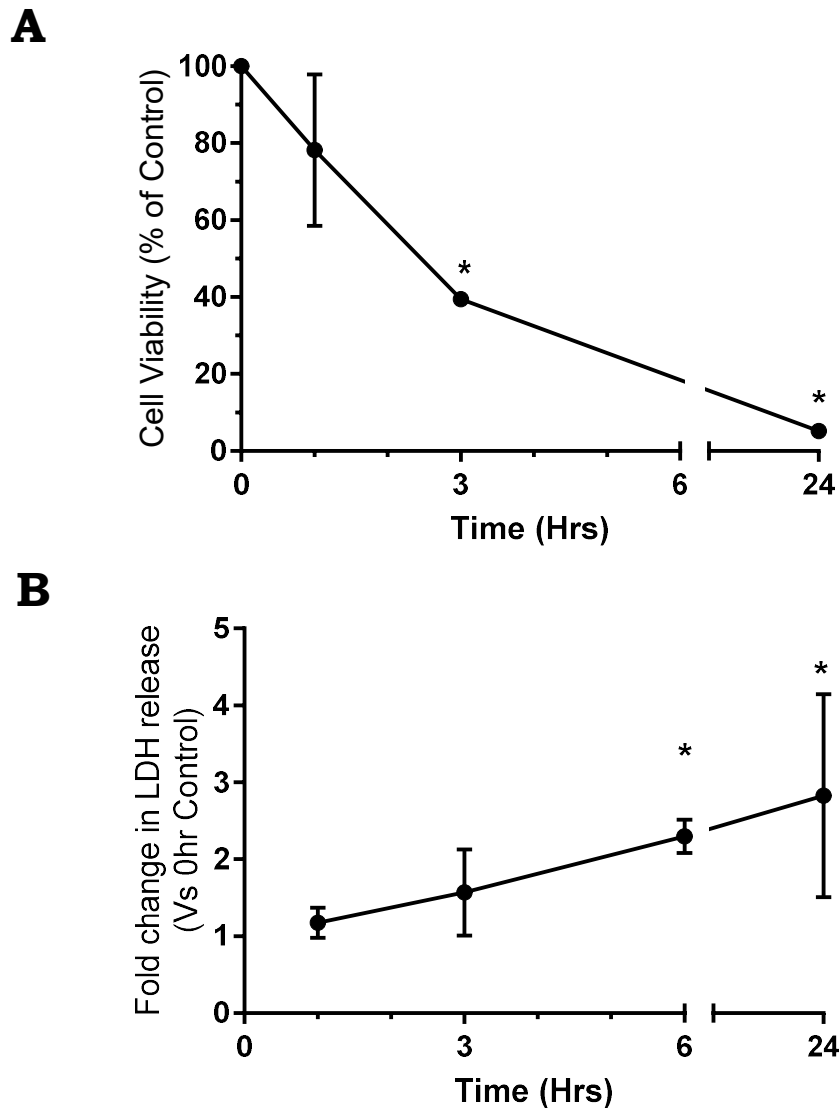 A
Cell Viability (% of Control)
100
80
60
40
20
0
*
*
0 3 6 24
Time (Hrs)
B
Fold change in LDH release
(Vs 0hr Control)
5
4
3
2
1
0
*
*
0 3 6 24
Time (Hrs)